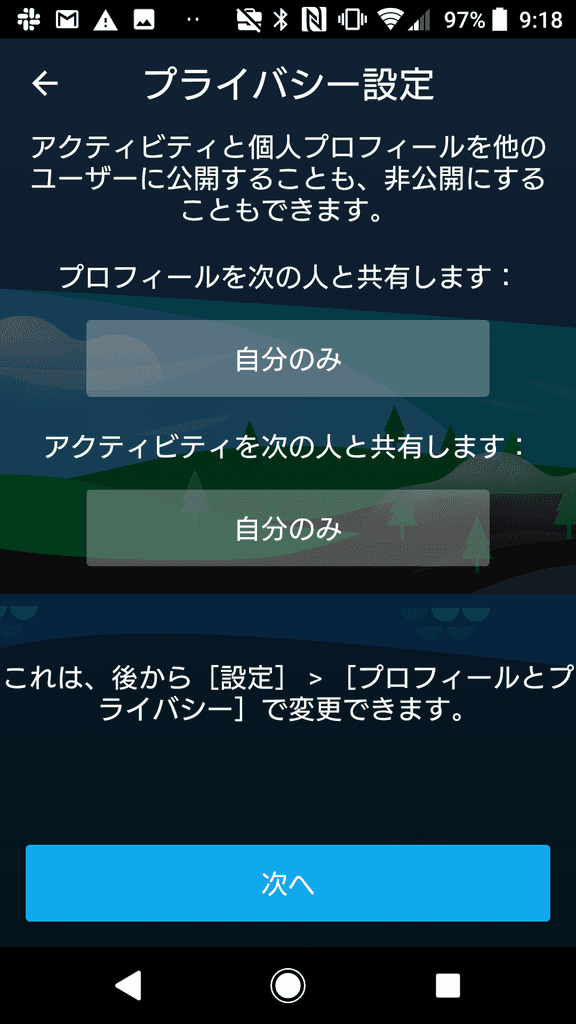 97% 9:18
プライバシー設定
アクティビティと個人プロフィールを他の
ユーザーに公開することも、非公開にする
こともできます。
プロフィールを次の人と共有します：
自分のみ
アクティビティを次の人と共有します：
自分のみ
これは、後から［設定］ > ［プロフィールとプ
ライバシー］で変更できます。
次へ